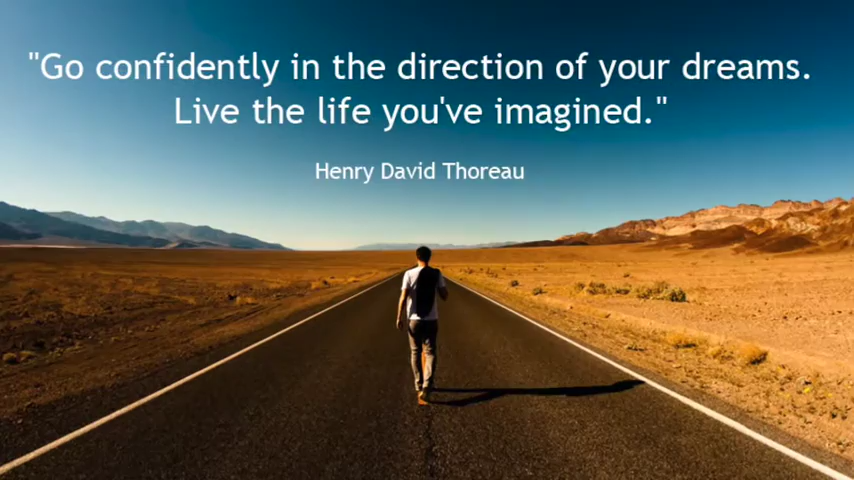 "Go confidently in the direction of your dreams.
Live the life you've imagined."
Henry David Thoreau